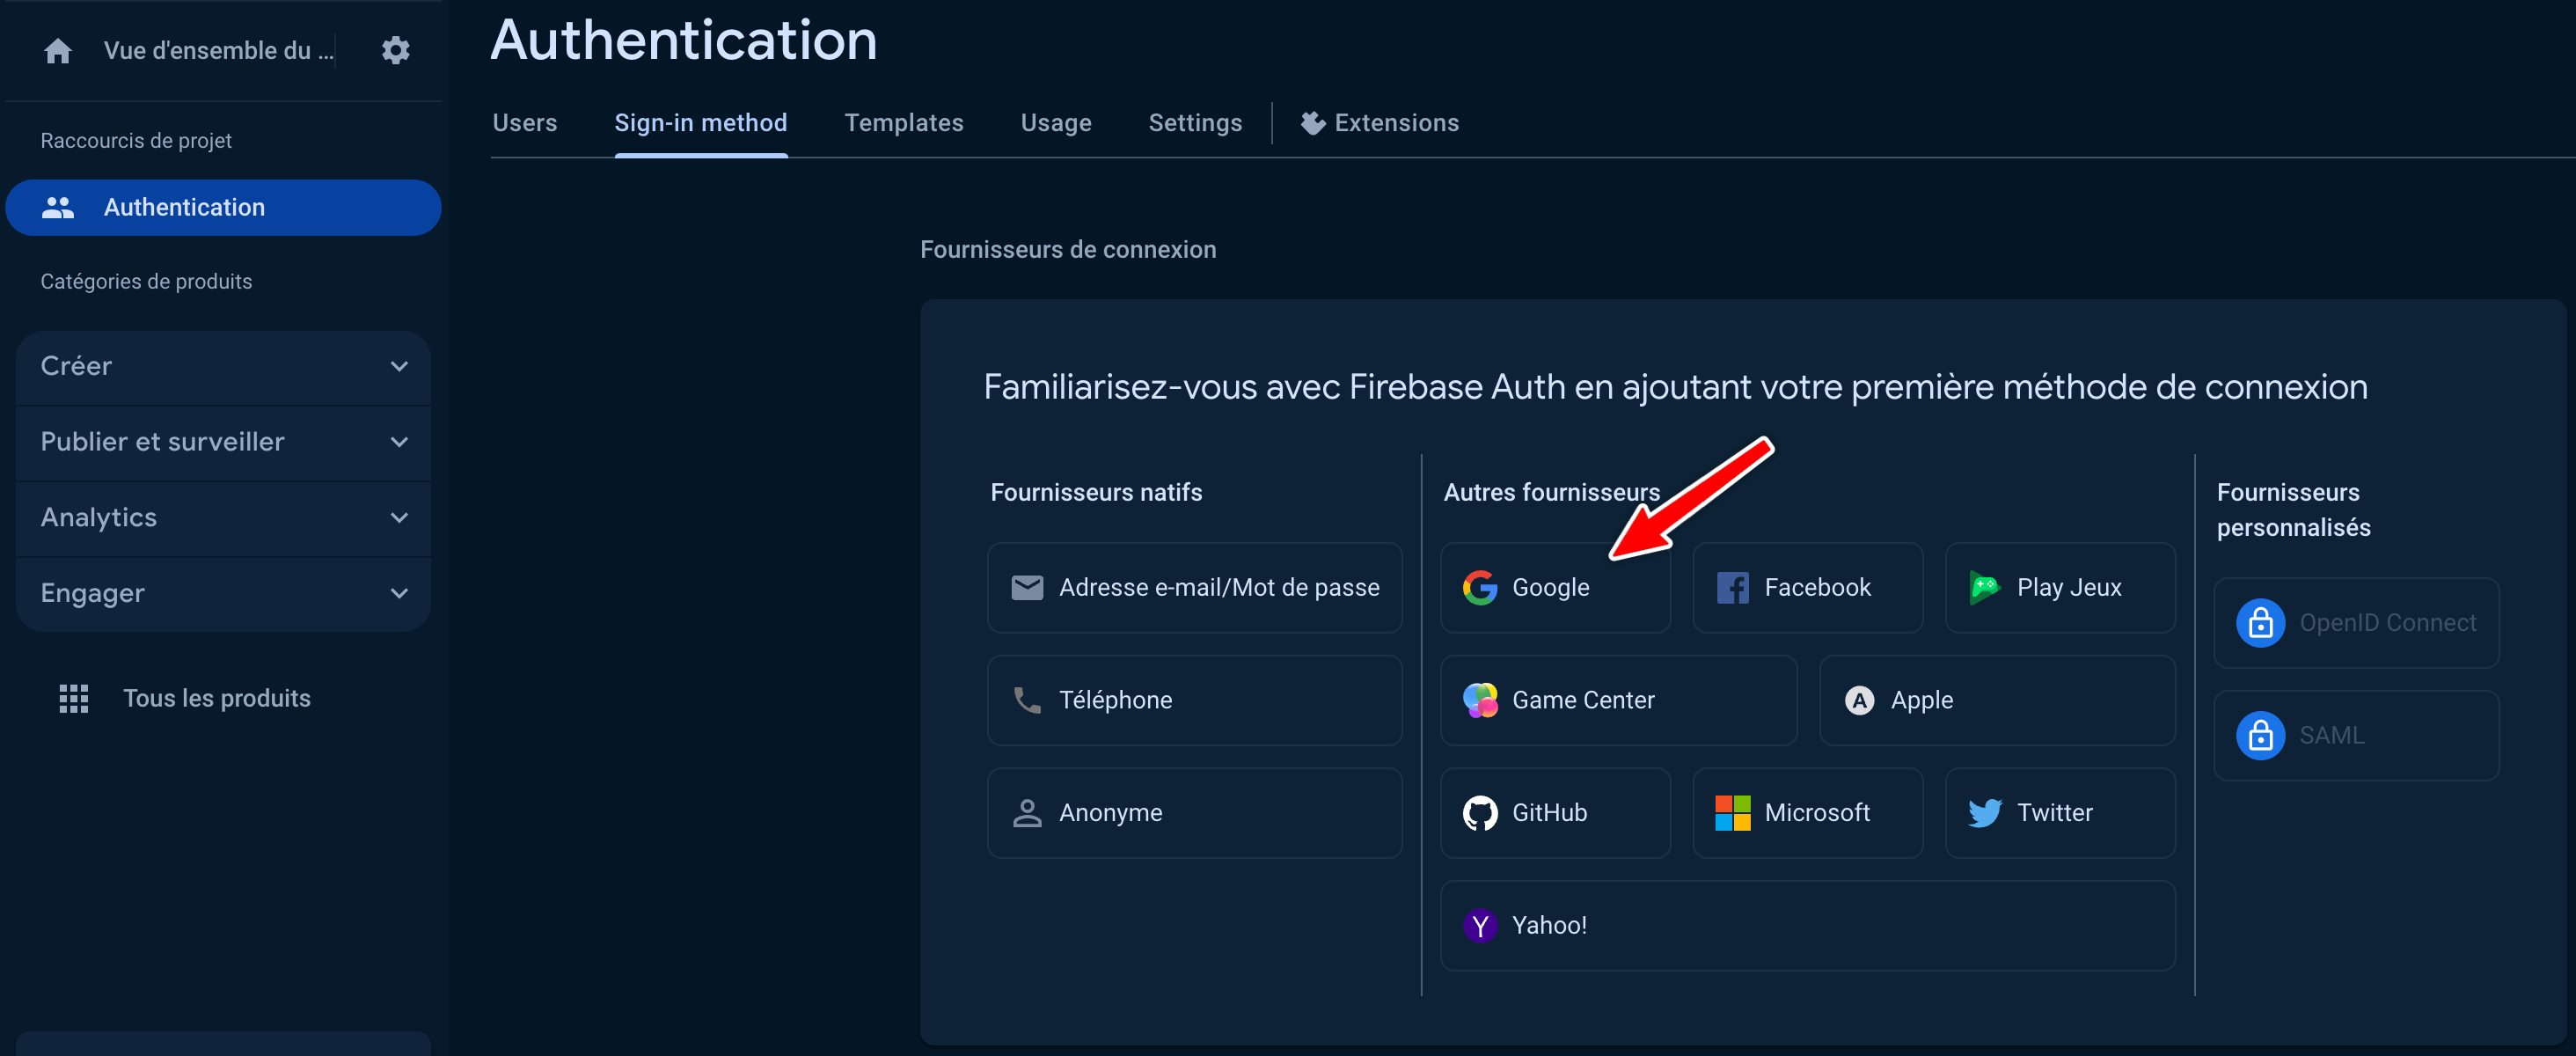 Vue d'ensemble du ...
Raccourcis de projet
Authentication
Catégories de produits
Créer
Publier et surveiller
Analytics
Engager
Tous les produits
Authentication
Users
Sign-in method
Templates
Usage
Settings
Extensions
Fournisseurs de connexion
Familiarisez-vous avec Firebase Auth en ajoutant votre première méthode de connexion
Fournisseurs natifs
Adresse e-mail/Mot de passe
Téléphone
Anonyme
Autres fournisseurs
Google
Facebook
Play Jeux
Game Center
Apple
GitHub
Microsoft
Twitter
Yahoo!
Fournisseurs
personnalisés
OpenID Connect
SAML